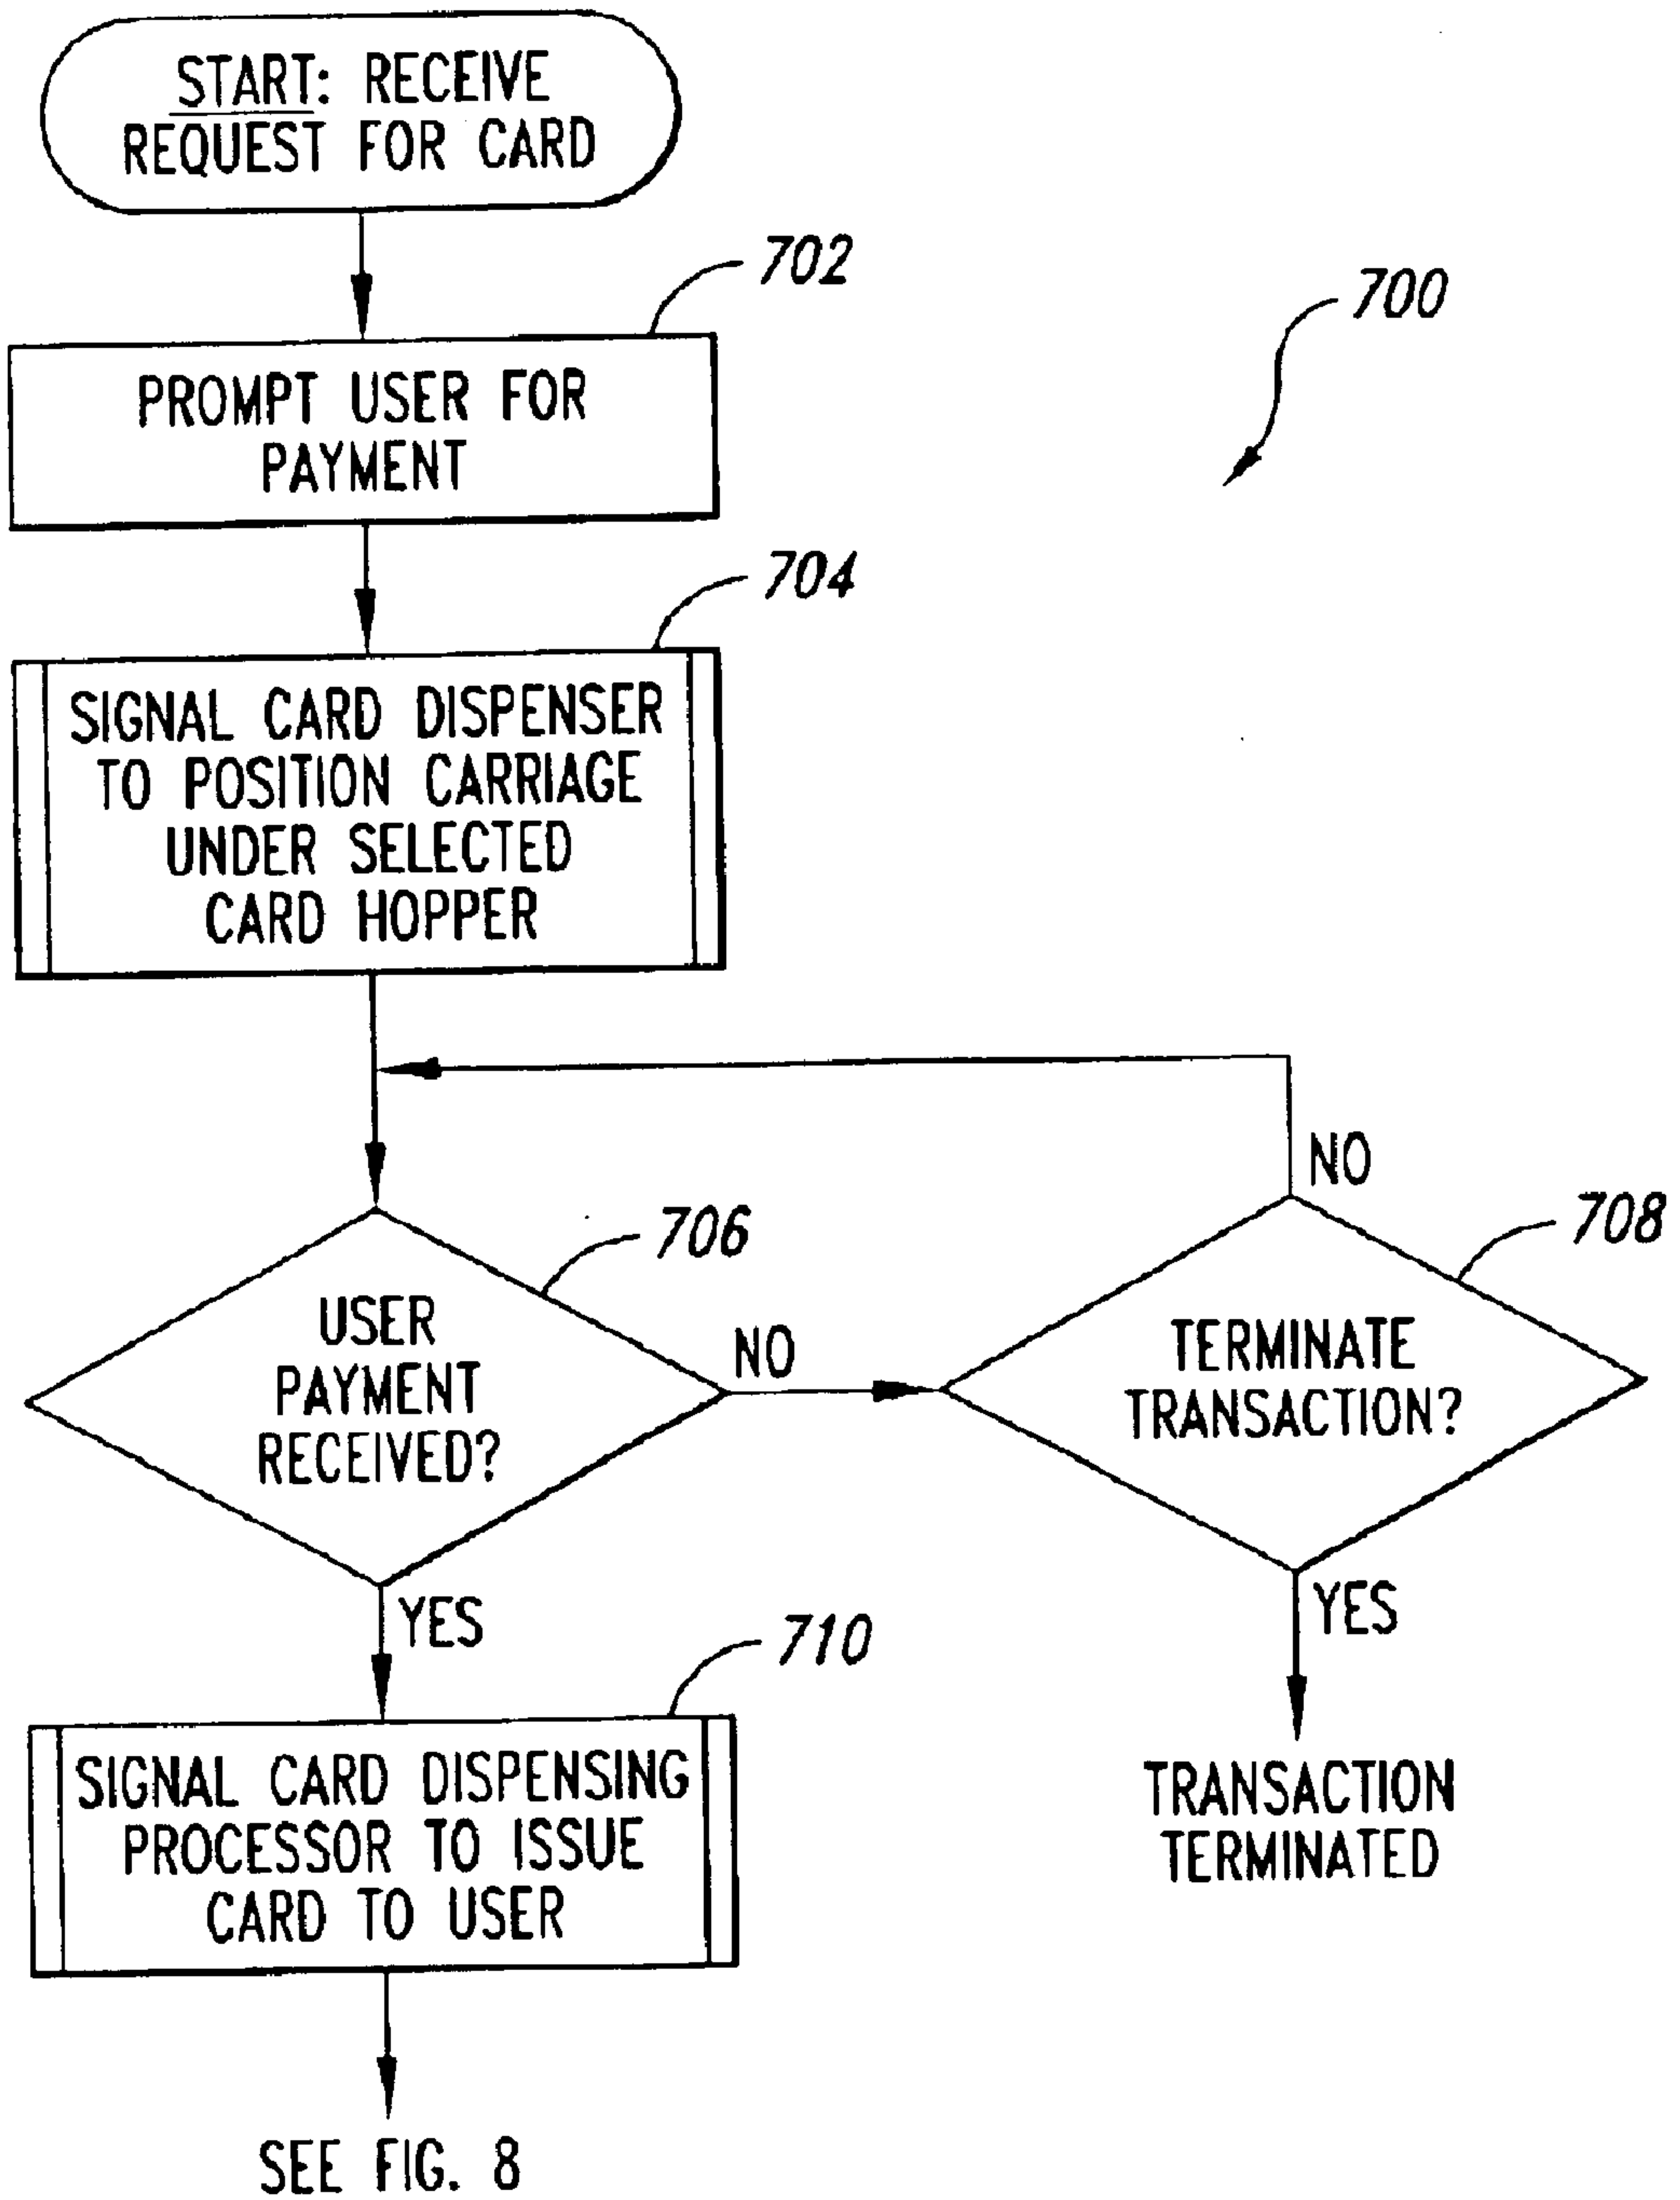 START: RECEIVE
REQUEST FOR CARD
702
700
PROMPT USER FOR
PAYMENT
704
SIGNAL CARD DISPENSER
TO POSITION CARRIAGE
UNDER SELECTED
CARD HOPPER
NO
706
708
USER
PAYMENT
RECEIVED?
NO
TERMINATE
TRANSACTION?
YES
YES
710
SIGNAL CARD DISPENSING
PROCESSOR TO ISSUE
CARD TO USER
TRANSACTION
TERMINATED
SEE FIG. 8